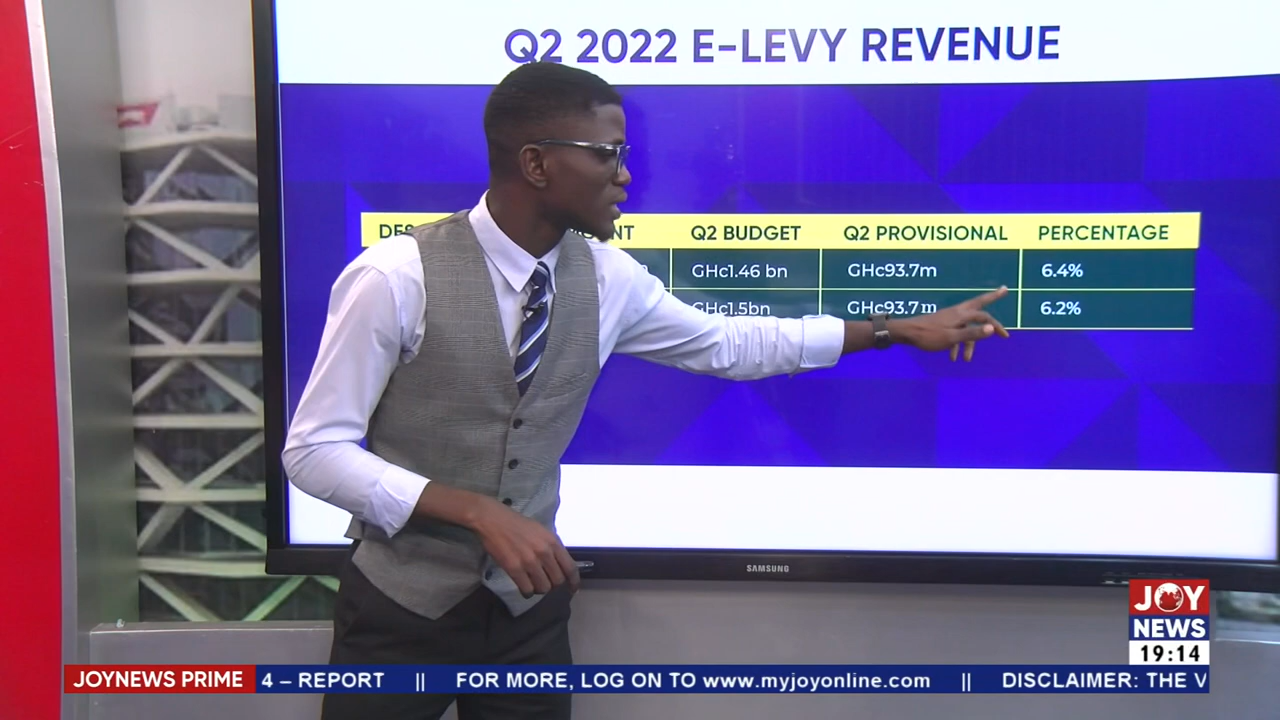 Q2 2022 E-LEVY REVENUE
Q2 BUDGET Q2 PROVISIONAL PERCENTAGE
GHc1.46 bn GHc93.7m 6.4%
GHc1.5bn GHc93.7m 6.2%
SAMSUNG
JOY
NEWS
19:14
JOYNEWS PRIME 4 – REPORT || FOR MORE, LOG ON TO www.myjoyonline.com || DISCLAIMER: THE